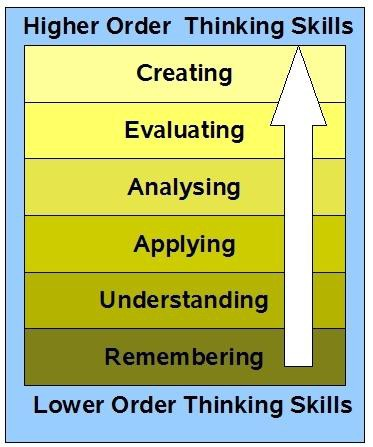 Higher Order Thinking Skills
Creating
Evaluating
Analysing
Applying
Understanding
Remembering
Lower Order Thinking Skills